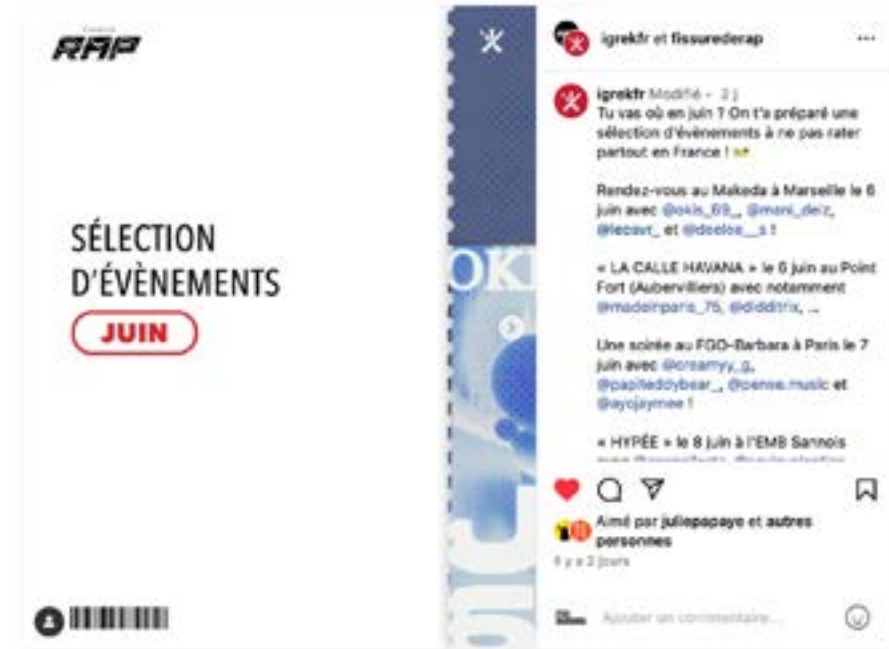 RAP
SÉLECTION
D'ÉVÈNEMENTS
JUIN
OKI
igrekfr et fissurederap
igrekfr Modifié · 2 j
Tu vas où en juin ? On t'a préparé une
sélection d'évènements à ne pas rater
partout en France !
Rendez-vous au Makeda à Marseille le 6
juin avec @okis_69_, @mani_deiz,
et
« LA CALLE HAVANA » le 6 juin au Point
Fort (Aubervilliers) avec notamment
@madeinparis_75, @didditrix, ...
Une soirée au FGO-Barbara à Paris le 7
juin avec @creamyy_g,
@papiteddybear_, @oense.music et
@ayojaymee !
« HYPÉE » le 8 juin à l'EMB Sannois
Aimé par juliepapaye et autres
personnes
Il y a 2 jours
Ajouter un commentaire...